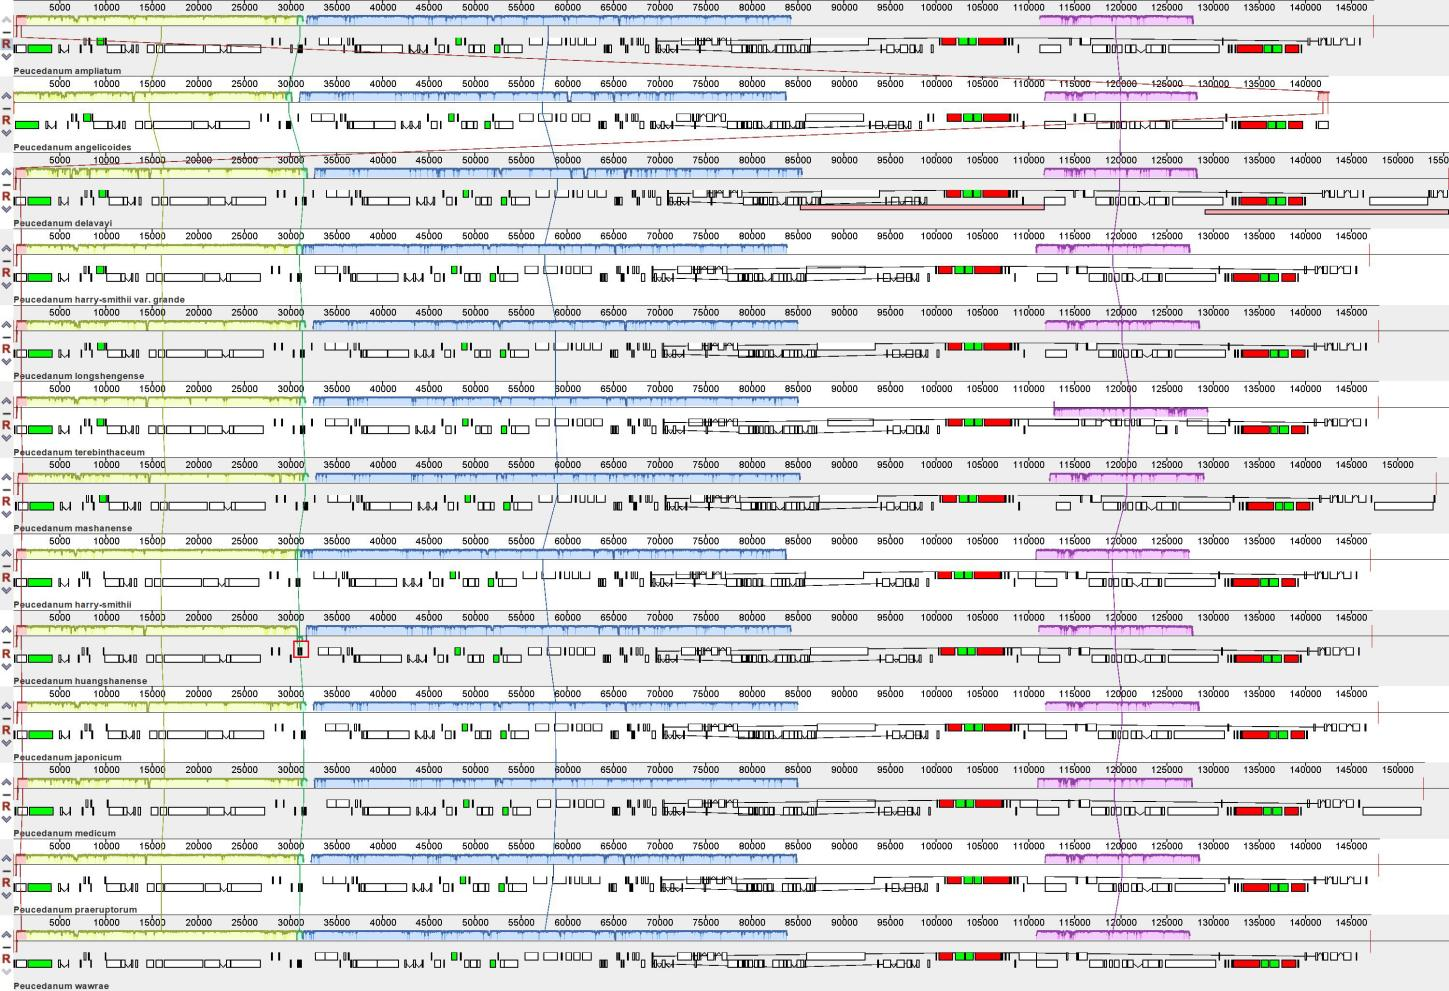 5000 10000 15000 20000 25000 30000 35000 40000 45000 50000 55000 60000 65000 70000 75000 80000 85000 90000 95000 100000 105000 110000 115000 120000 125000 130000 135000 140000 145000
R
Peucedanum ampliatum
5000 10000 15000 20000 25000 30000 35000 40000 45000 50000 55000 60000 65000 70000 75000 80000 85000 90000 95000 100000 105000 110000 115000 120000 125000 130000 135000 140000
R
Peucedanum angelicoides
5000 10000 15000 20000 25000 30000 35000 40000 45000 50000 55000 60000 65000 70000 75000 80000 85000 90000 95000 100000 105000 110000 115000 120000 125000 130000 135000 140000 145000 150000 1550
R
Peucedanum delavayi
5000 10000 15000 20000 25000 30000 35000 40000 45000 50000 55000 60000 65000 70000 75000 80000 85000 90000 95000 100000 105000 110000 115000 120000 125000 130000 135000 140000 145000
R
Peucedanum harry-smithii var. grande
5000 10000 15000 20000 25000 30000 35000 40000 45000 50000 55000 60000 65000 70000 75000 80000 85000 90000 95000 100000 105000 110000 115000 120000 125000 130000 135000 140000 145000
R
Peucedanum longshengense
5000 10000 15000 20000 25000 30000 35000 40000 45000 50000 55000 60000 65000 70000 75000 80000 85000 90000 95000 100000 105000 110000 115000 120000 125000 130000 135000 140000 145000
R
Peucedanum terebinthaceum
5000 10000 15000 20000 25000 30000 35000 40000 45000 50000 55000 60000 65000 70000 75000 80000 85000 90000 95000 100000 105000 110000 115000 120000 125000 130000 135000 140000 145000 150000
R
Peucedanum mashanense
5000 10000 15000 20000 25000 30000 35000 40000 45000 50000 55000 60000 65000 70000 75000 80000 85000 90000 95000 100000 105000 110000 115000 120000 125000 130000 135000 140000 145000
R
Peucedanum harry-smithii
5000 10000 15000 20000 25000 30000 35000 40000 45000 50000 55000 60000 65000 70000 75000 80000 85000 90000 95000 100000 105000 110000 115000 120000 125000 130000 135000 140000 145000
R
Peucedanum huangshanense
5000 10000 15000 20000 25000 30000 35000 40000 45000 50000 55000 60000 65000 70000 75000 80000 85000 90000 95000 100000 105000 110000 115000 120000 125000 130000 135000 140000 145000
R
Peucedanum japonicum
5000 10000 15000 20000 25000 30000 35000 40000 45000 50000 55000 60000 65000 70000 75000 80000 85000 90000 95000 100000 105000 110000 115000 120000 125000 130000 135000 140000 145000 150000
R
Peucedanum medicum
5000 10000 15000 20000 25000 30000 35000 40000 45000 50000 55000 60000 65000 70000 75000 80000 85000 90000 95000 100000 105000 110000 115000 120000 125000 130000 135000 140000 145000
R
Peucedanum praeruptorum
5000 10000 15000 20000 25000 30000 35000 40000 45000 50000 55000 60000 65000 70000 75000 80000 85000 90000 95000 100000 105000 110000 115000 120000 125000 130000 135000 140000 145000
R
Peucedanum wawrae